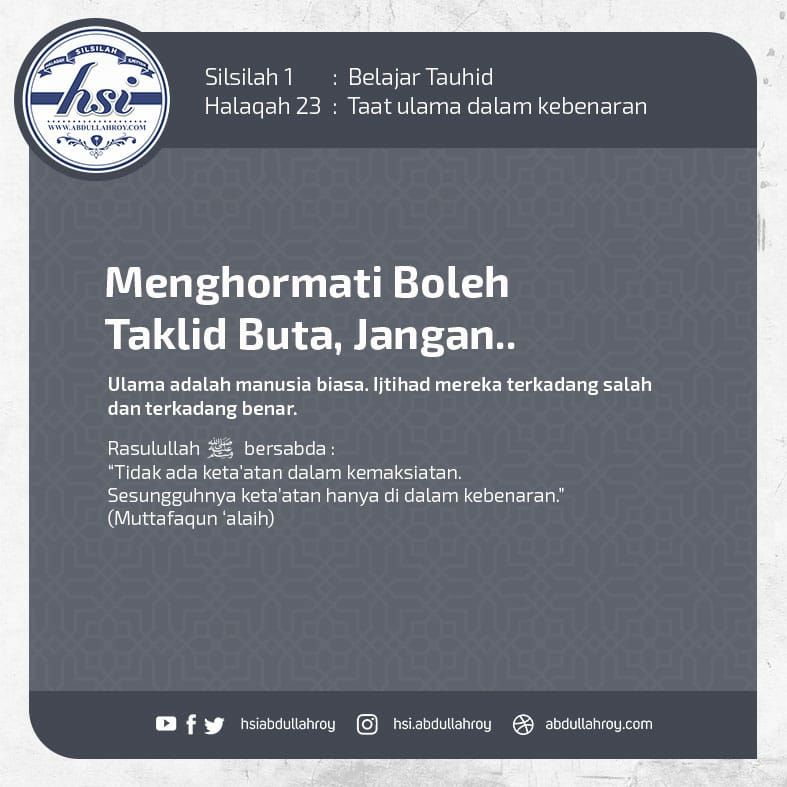 HALAQAH SILSILAH ILMIYAH
hsi
WWW.ABDULLAHROY.COM
Silsilah 1 : Belajar Tauhid
Halaqah 23 : Taat ulama dalam kebenaran
Menghormati Boleh
Taklid Buta, Jangan..
Ulama adalah manusia biasa. Ijtihad mereka terkadang salah
dan terkadang benar.
Rasulullah ﷺ bersabda :
“Tidak ada keta'atan dalam kemaksiatan.
Sesungguhnya keta'atan hanya di dalam kebenaran.”
(Muttafaqun ‘alaih)
hsiabdullahroy hsi.abdullahroy abdullahroy.com